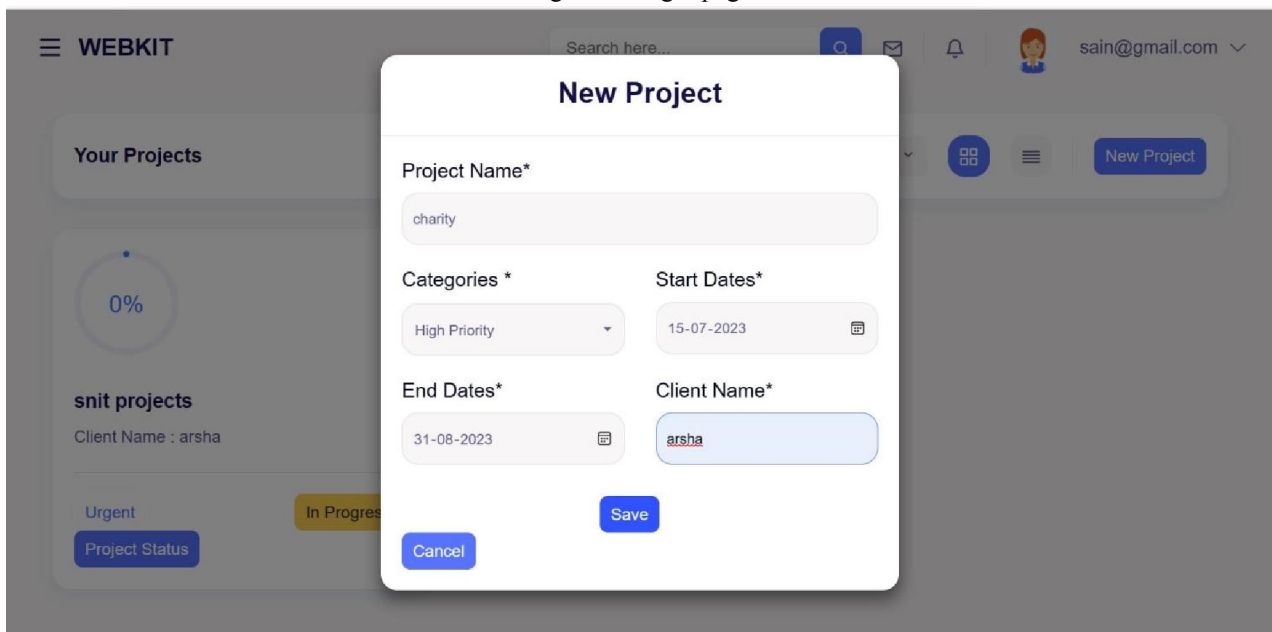 WEBKIT
Search here...
sain@gmail.com
New Project
Your Projects
New Project
Project Name*
charity
Categories *
Start Dates*
0%
High Priority
15-07-2023
End Dates*
Client Name*
snit projects
Client Name : arsha
31-08-2023
arsha
Urgent
In Progres
Save
Project Status
Cancel